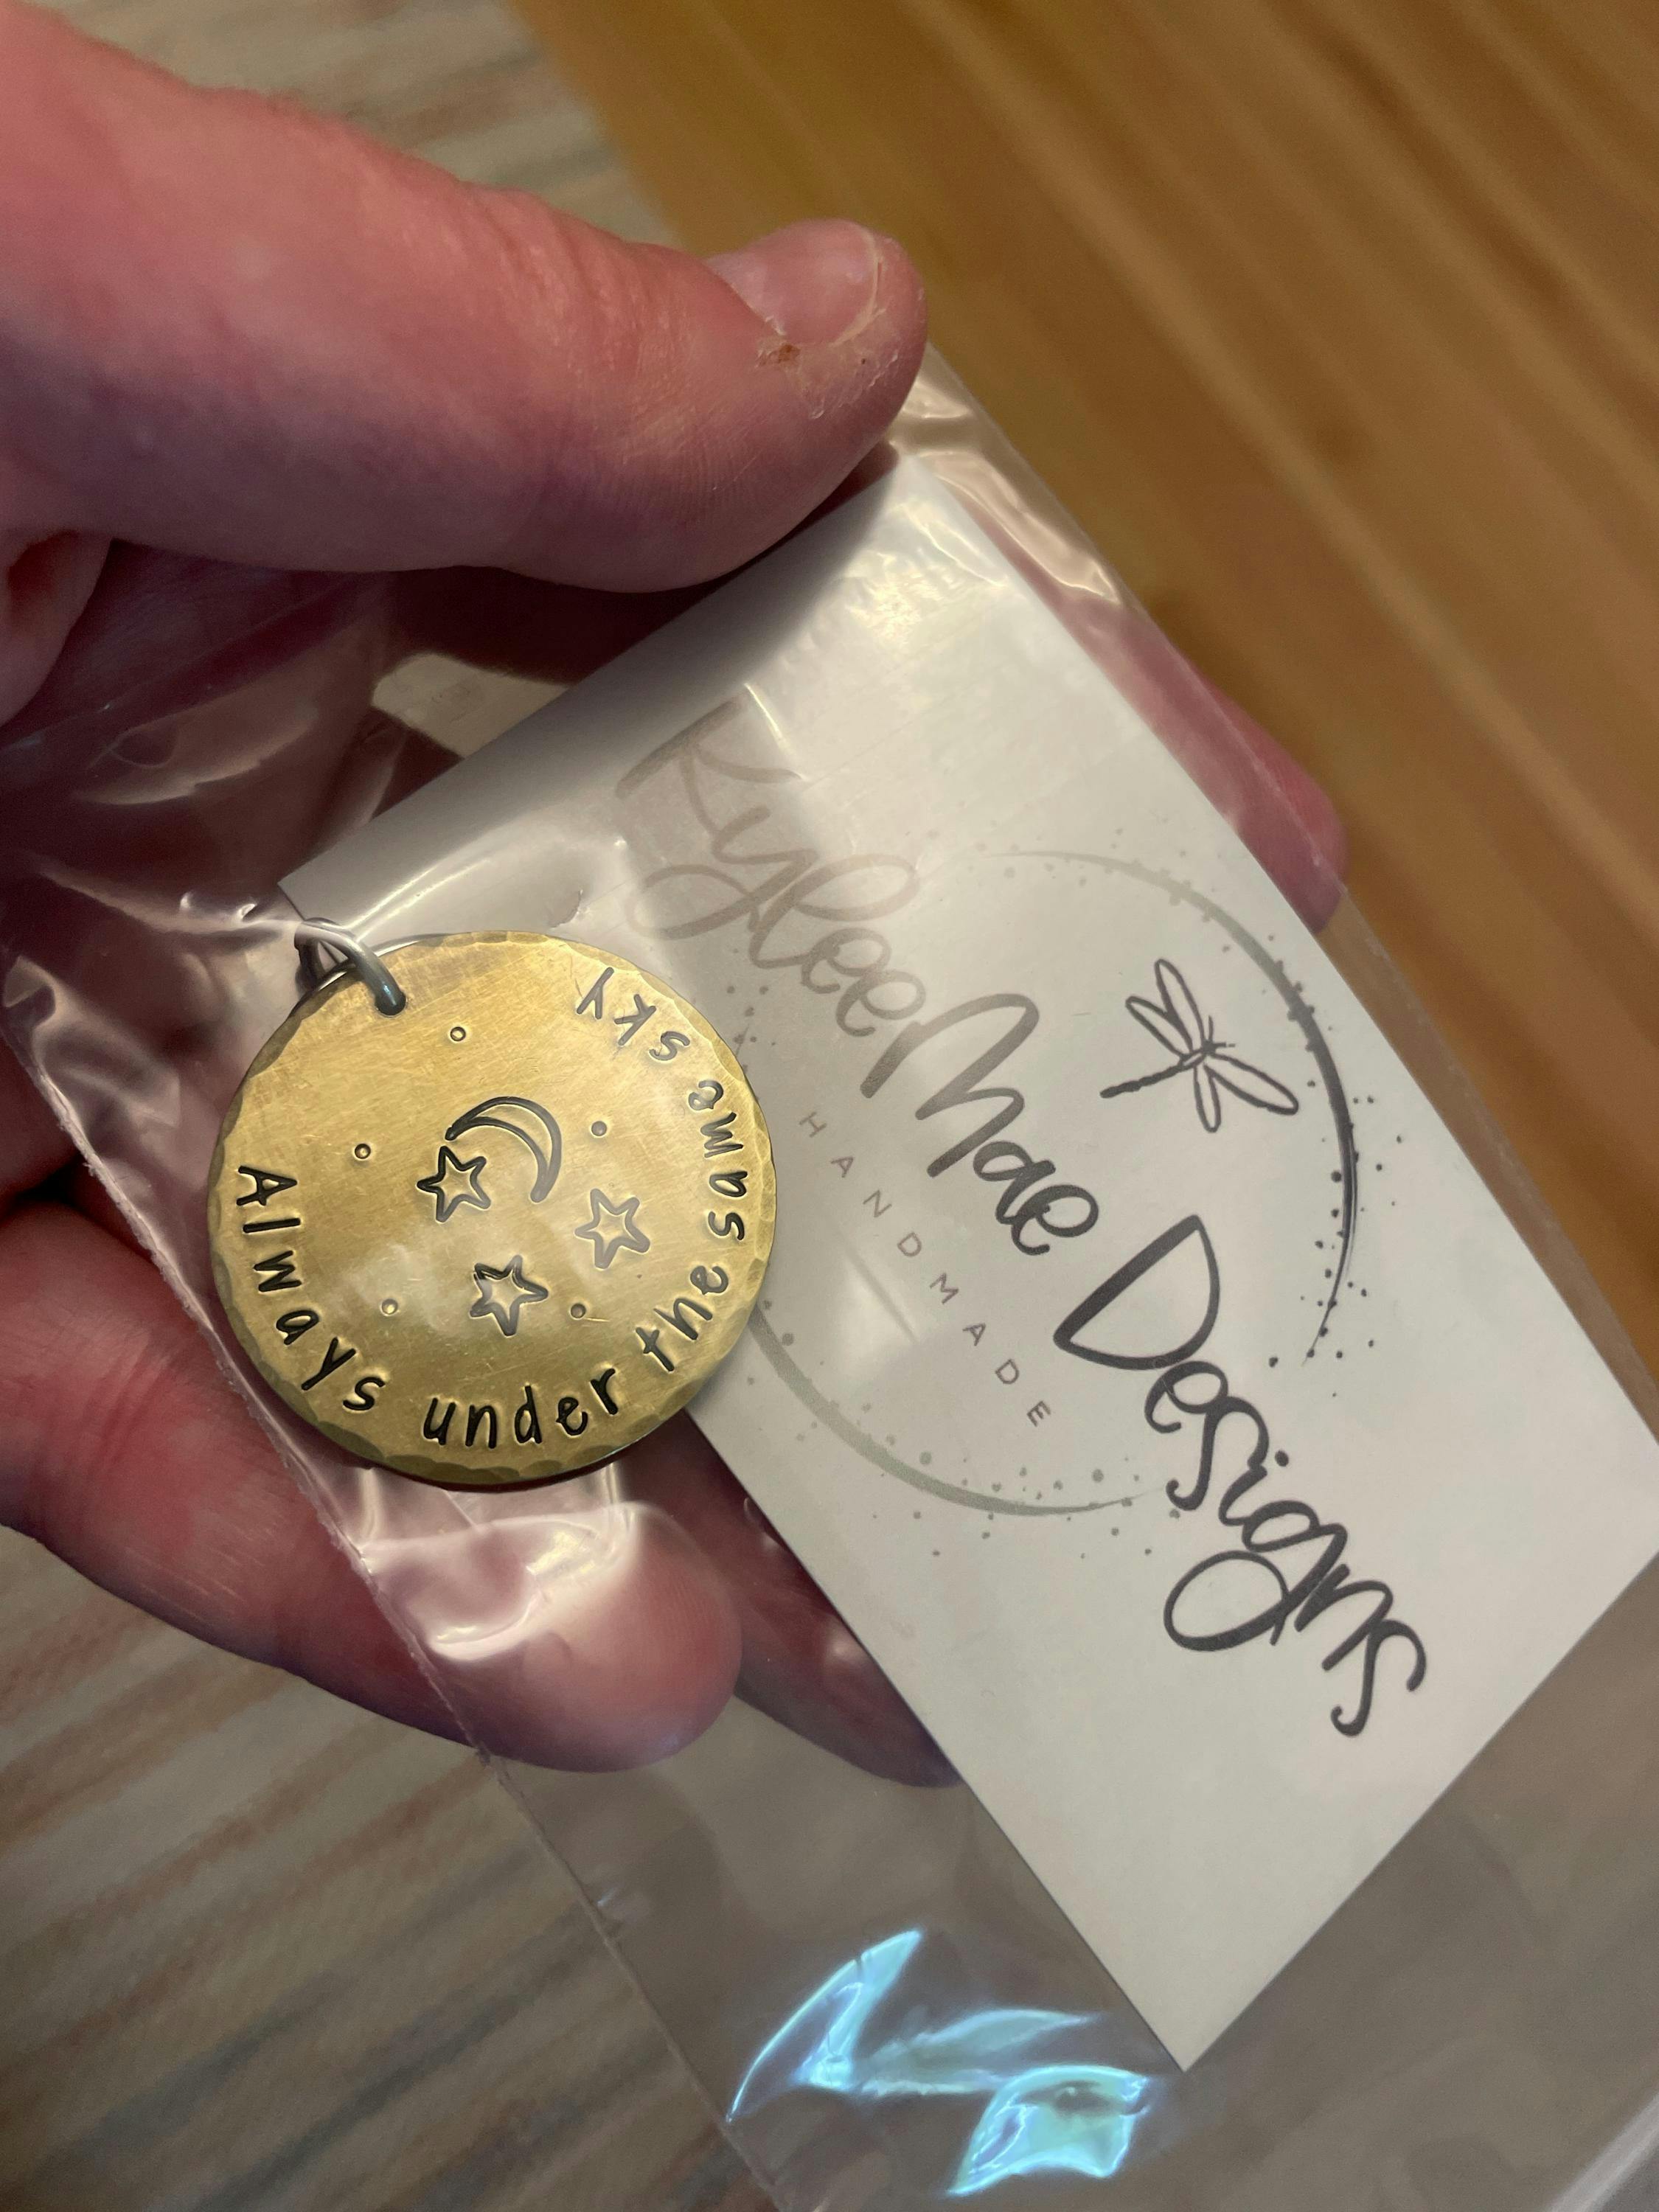 Always under the same sky
KyleeMae Designs
HANDMADE